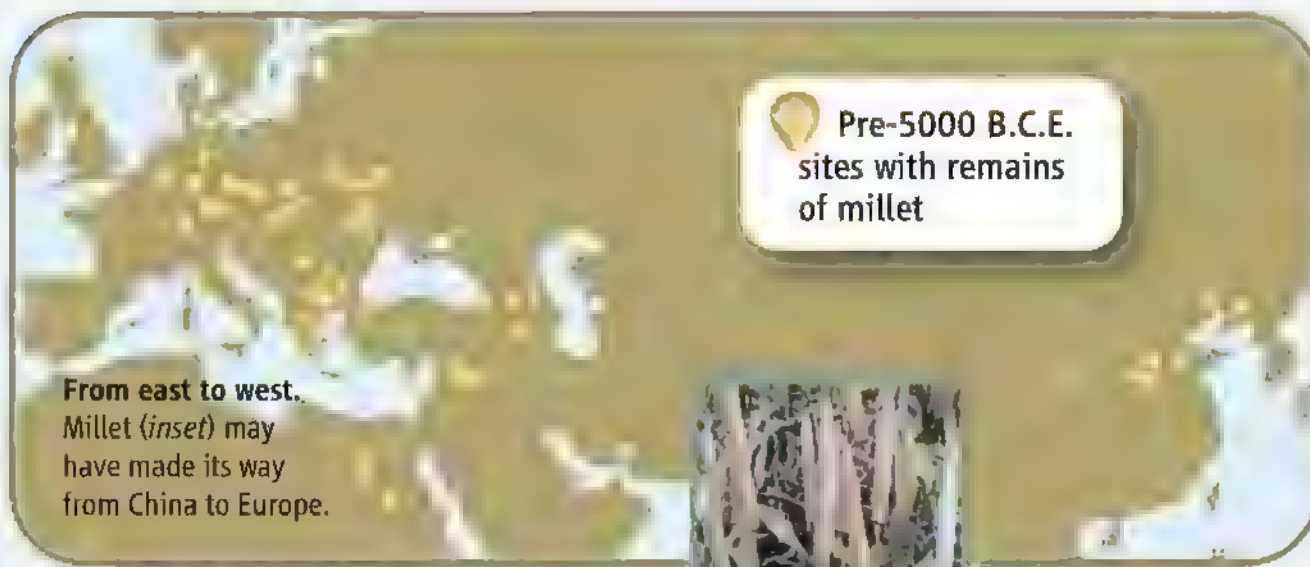 Pre-5000 B.C.E.
sites with remains
of millet
From east to west.
Millet (inset) may
have made its way
from China to Europe.